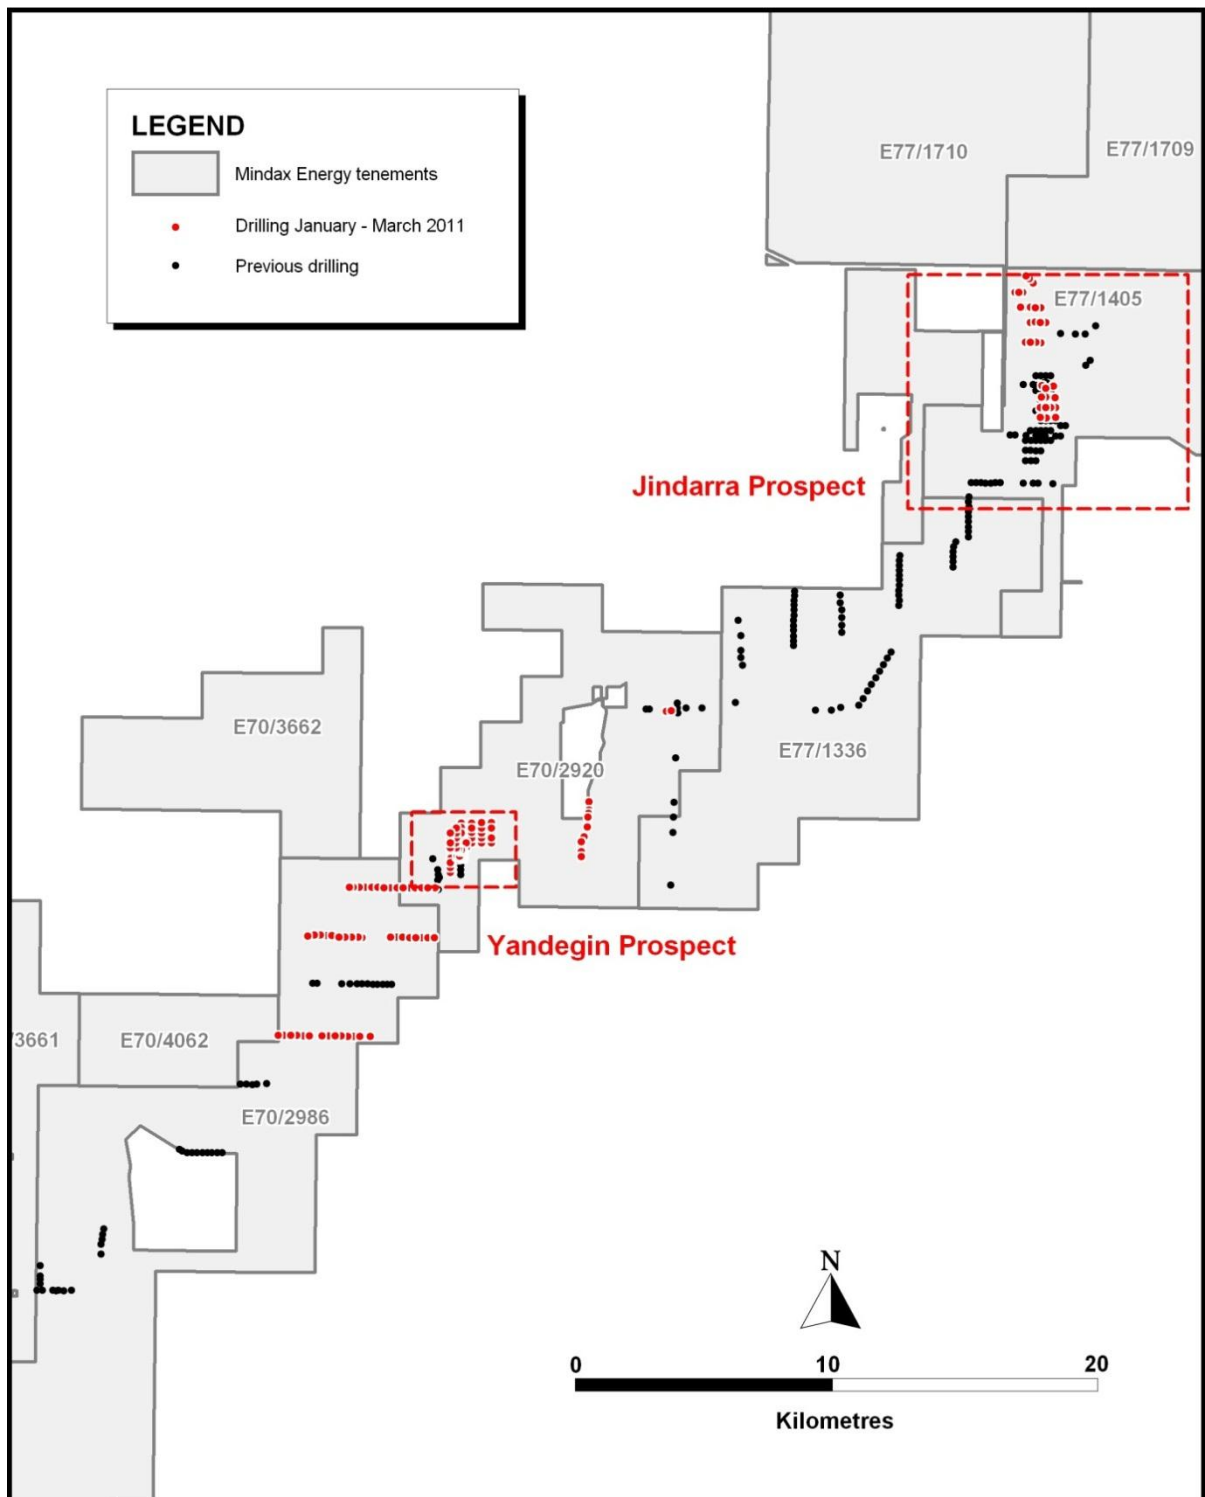 LEGEND
Mindax Energy tenements
Drilling January - March 2011
Previous drilling
E77/1710
E77/1709
E77/1405
Jindarra Prospect
E70/3662
E70/2920
E77/1336
Yandegin Prospect
/3661
E70/4062
E70/2986
N
0 10 20
Kilometres